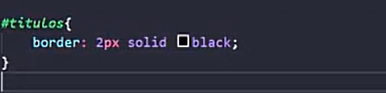 #titulos{
border: 2px solid black;
}